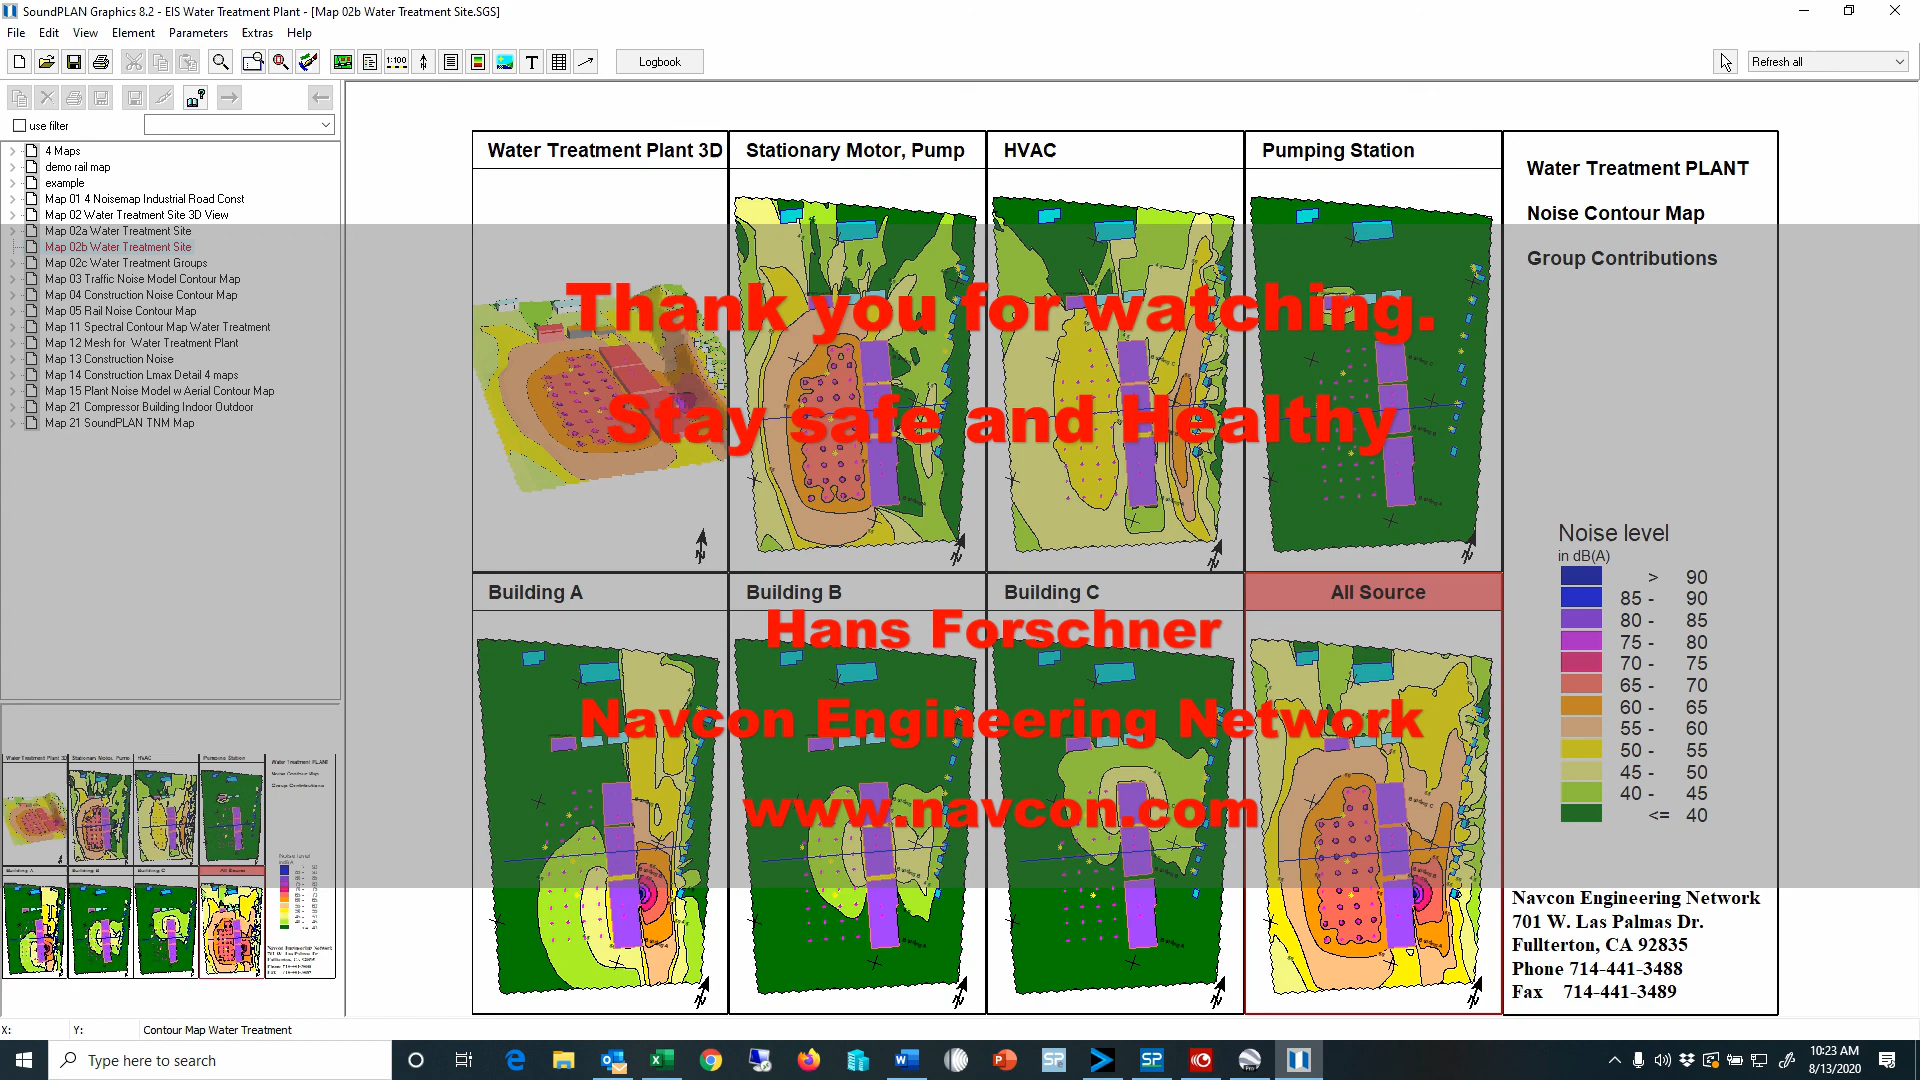 SoundPLAN Graphics 8.2 - EIS Water Treatment Plant - [Map 02b Water Treatment Site.SGS]
File Edit View Element Parameters Extras Help
1:100
T
Logbook
Refresh all
use filter
4 Maps
demo rail map
example
Map 01 4 Noisemap Industrial Road Const
Map 02 Water Treatment Site 3D View
Map 02a Water Treatment Site
Map 02b Water Treatment Site
Map 02c Water Treatment Groups
Map 03 Traffic Noise Model Contour Map
Map 04 Construction Noise Contour Map
Map 05 Rail Noise Contour Map
Map 11 Spectral Contour Map Water Treatment
Map 12 Mesh for Water Treatment Plant
Map 13 Construction Noise
Map 14 Construction Lmax Detail 4 maps
Map 15 Plant Noise Model w Aerial Contour Map
Map 21 Compressor Building Indoor Outdoor
Map 21 SoundPLAN TNM Map
Water Treatment Plant 3D
Stationary Motor, Pump
HVAC
Pumping Station
Water Treatment PLANT
Noise Contour Map
Group Contributions
Thank you for watching.
Stay safe and Healthy
Building A
Building B
Building C
All Source
Hans Forschner
Navcon Engineering Network
www.navcon.com
Noise level
in dB(A)
> 90
85 - 90
80 - 85
75 - 80
70 - 75
65 - 70
60 - 65
55 - 60
50 - 55
45 - 50
40 - 45
<= 40
Navcon Engineering Network
701 W. Las Palmas Dr.
Fullterton, CA 92835
Phone 714-441-3488
Fax 714-441-3489
X: Y: Contour Map Water Treatment
Type here to search
10:23 AM
8/13/2020